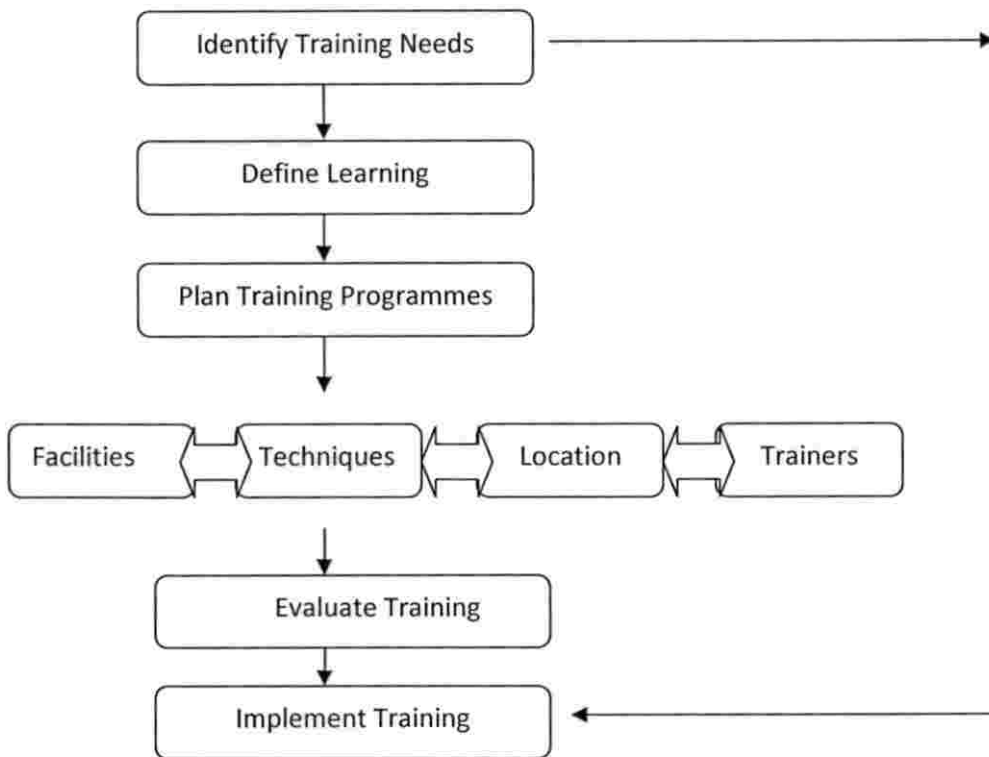 Identify Training Needs
Define Learning
Plan Training Programmes
Facilities
Techniques
Location
Trainers
Evaluate Training
Implement Training